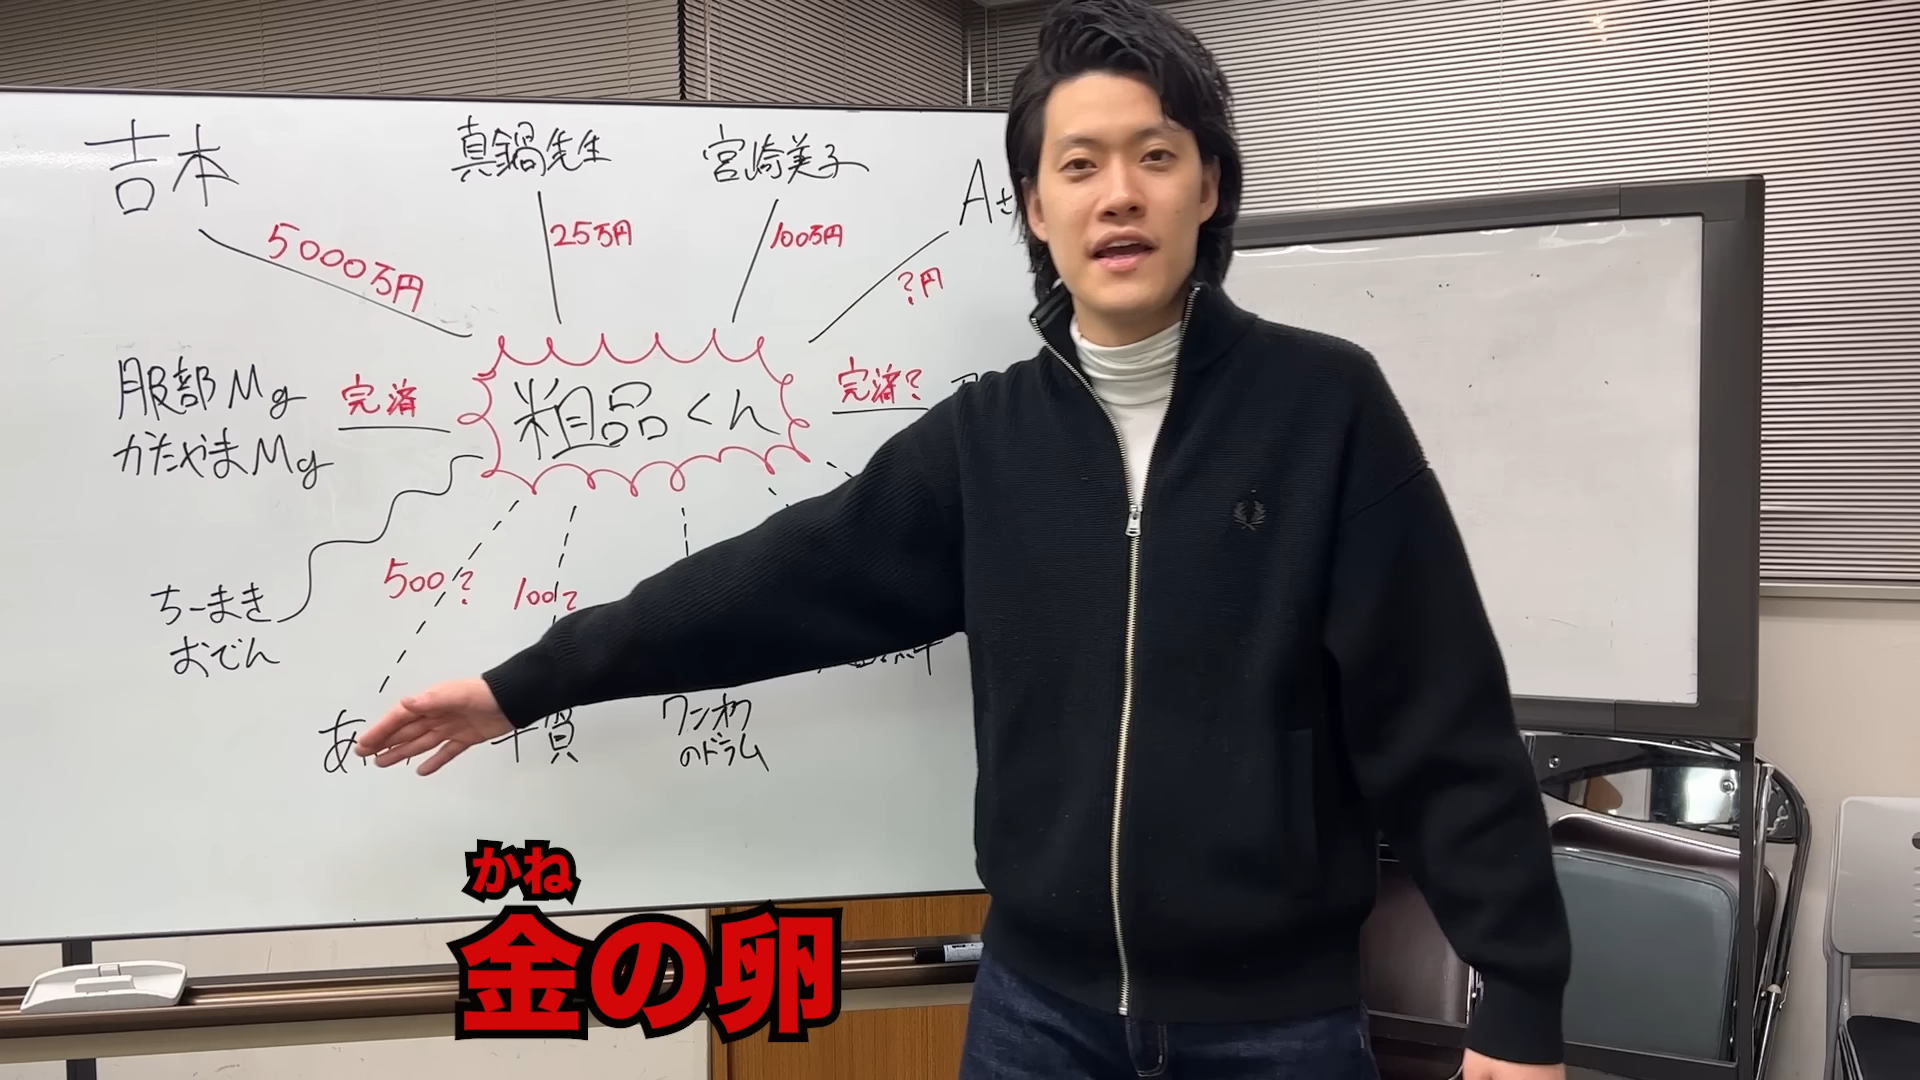 吉本
真鍋先生
宮崎美子
Aさ
5000万円
25万円
100万円
?円
服部Mg
かたやまMg
完済
粗品くん
完済?
500?
100?
ちーまき
おでん
あ
ワンオク
のドラム
かね
金の卵